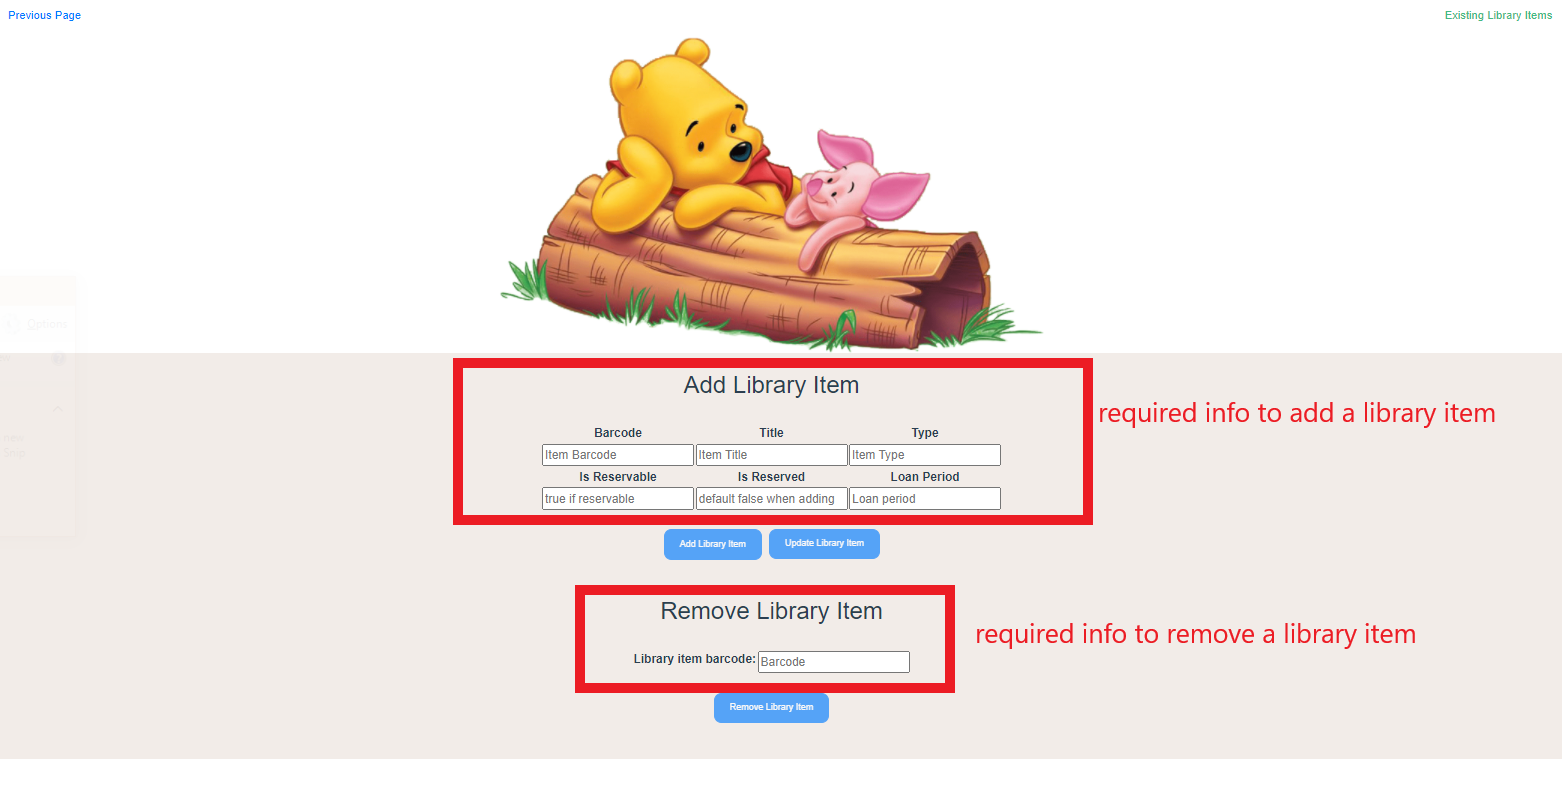 Previous Page
Existing Library Items
Options
new
Snip
Add Library Item
required info to add a library item
Barcode Title Type
Item Barcode Item Title Item Type
Is Reservable Is Reserved Loan Period
true if reservable default false when adding Loan period
Add Library Item Update Library Item
Remove Library Item
required info to remove a library item
Library item barcode: Barcode
Remove Library Item